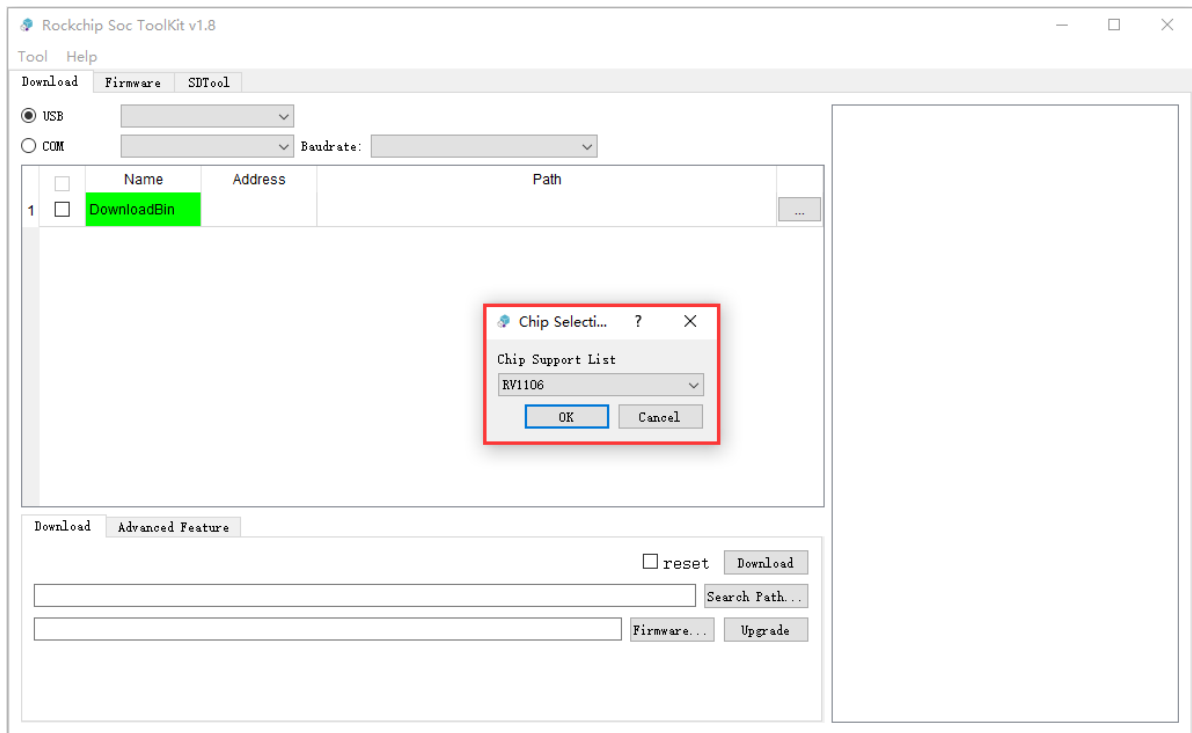 Rockchip Soc ToolKit v1.8
Tool Help
Download Firmware SDTool
USB
COM Baudrate:
Name Address Path
1 DownloadBin ...
Chip Selecti... ?
Chip Support List
RV1106
OK Cancel
Download Advanced Feature
reset Download
Search Path...
Firmware... Upgrade